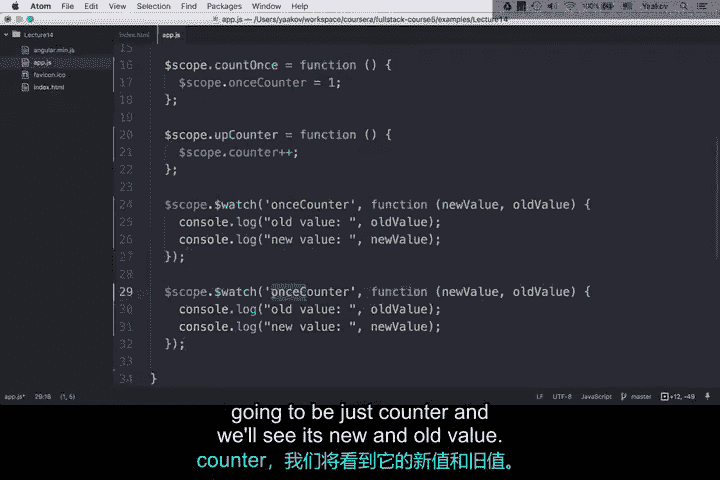 Atom File Edit View Selection Find Packages Window Help
100%
Yaakov
app.js — /Users/yaakov/workspace/coursera/fullstack-course5/examples/Lecture14
Lecture14
index.html
app.js
angular.min.js
app.js
favicon.ico
index.html
15
16 $scope.countOnce = function () {
17 $scope.onceCounter = 1;
18 };
19
20 $scope.upCounter = function () {
21 $scope.counter++;
22 };
23
24 $scope.$watch('onceCounter', function (newValue, oldValue) {
25 console.log("old value: ", oldValue);
26 console.log("new value: ", newValue);
27 });
28
29 $scope.$watch('onceCounter', function (newValue, oldValue) {
30 console.log("old value: ", oldValue);
31 console.log("new value: ", newValue);
32 });
33
34 }
app.js* 29:16 (1, 5)
LF UTF-8 JavaScript master +12, -49
going to be just counter and
we'll see its new and old value.
counter，我们将看到它的新值和旧值。